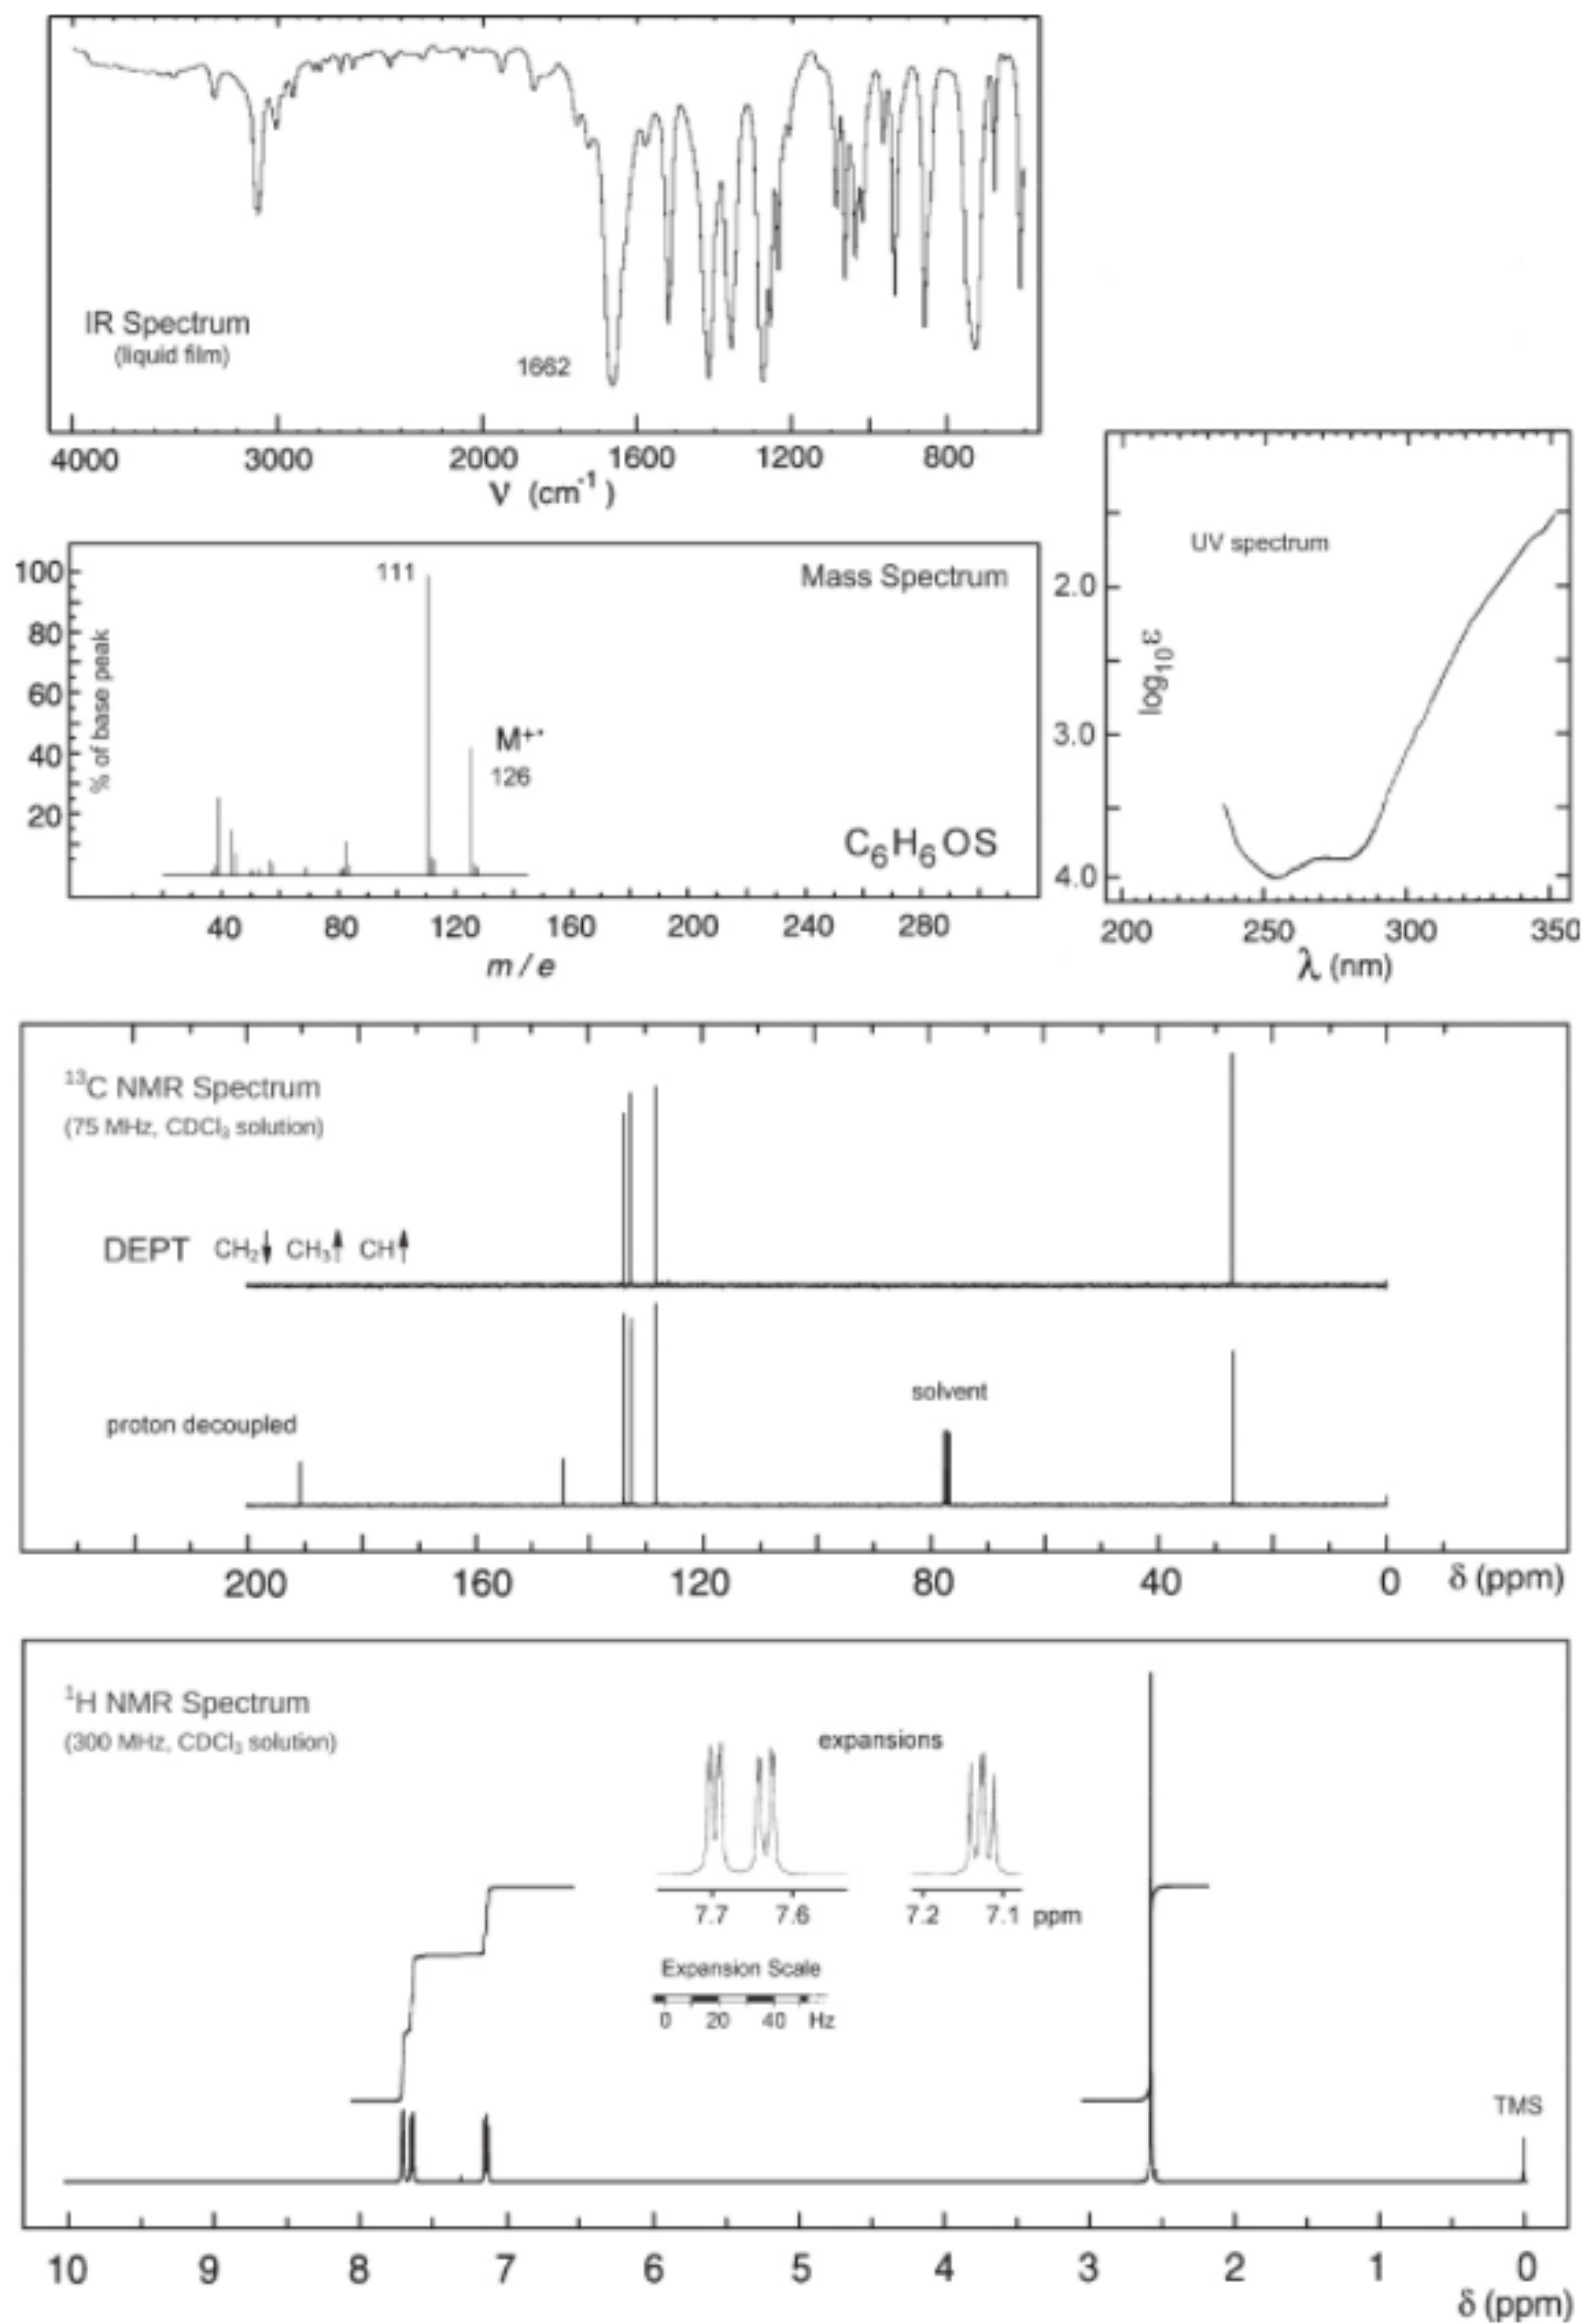 IR Spectrum
(liquid film)
1662
4000 3000 2000 1600 1200 800
ν (cm-1)
100
80
60
40
20
% of base peak
111
Mass Spectrum
M+·
126
C6H6OS
40 80 120 160 200 240 280
m / e
UV spectrum
2.0
3.0
4.0
log10ε
200 250 300 350
λ (nm)
13C NMR Spectrum
(75 MHz, CDCl3 solution)
DEPT CH2↓ CH3↑ CH↑
solvent
proton decoupled
200 160 120 80 40 0 δ (ppm)
1H NMR Spectrum
(300 MHz, CDCl3 solution)
expansions
7.7 7.6 7.2 7.1 ppm
Expansion Scale
0 20 40 Hz
TMS
10 9 8 7 6 5 4 3 2 1 0
δ (ppm)